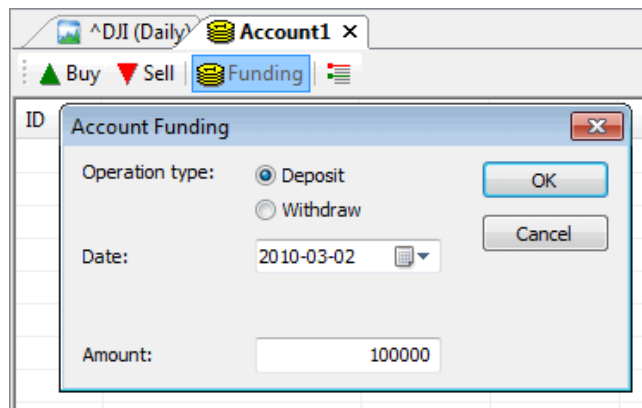 ^DJI (Daily) Account1
Buy Sell Funding
ID
Account Funding
Operation type: Deposit OK
Withdraw
Cancel
Date: 2010-03-02
Amount: 100000